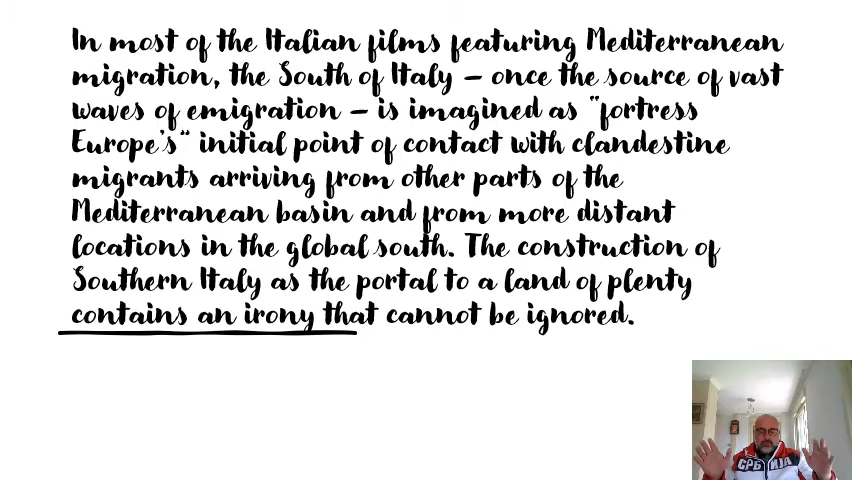 In most of the Italian films featuring Mediterranean
migration, the South of Italy – once the source of vast
waves of emigration – is imagined as "fortress
Europe's" initial point of contact with clandestine
migrants arriving from other parts of the
Mediterranean basin and from more distant
locations in the global south. The construction of
Southern Italy as the portal to a land of plenty
contains an irony that cannot be ignored.
СРБИЈА